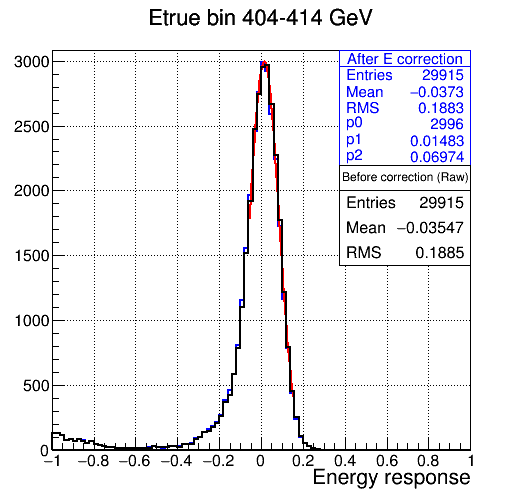 Etrue bin 404-414 GeV
After E correction
Entries 29915
Mean −0.0373
RMS 0.1883
p0 2996
p1 0.01483
p2 0.06974
Before correction (Raw)
Entries 29915
Mean −0.03547
RMS 0.1885
3000
2500
2000
1500
1000
500
0
−1 −0.8 −0.6 −0.4 −0.2 0 0.2 0.4 0.6 0.8 1
Energy response